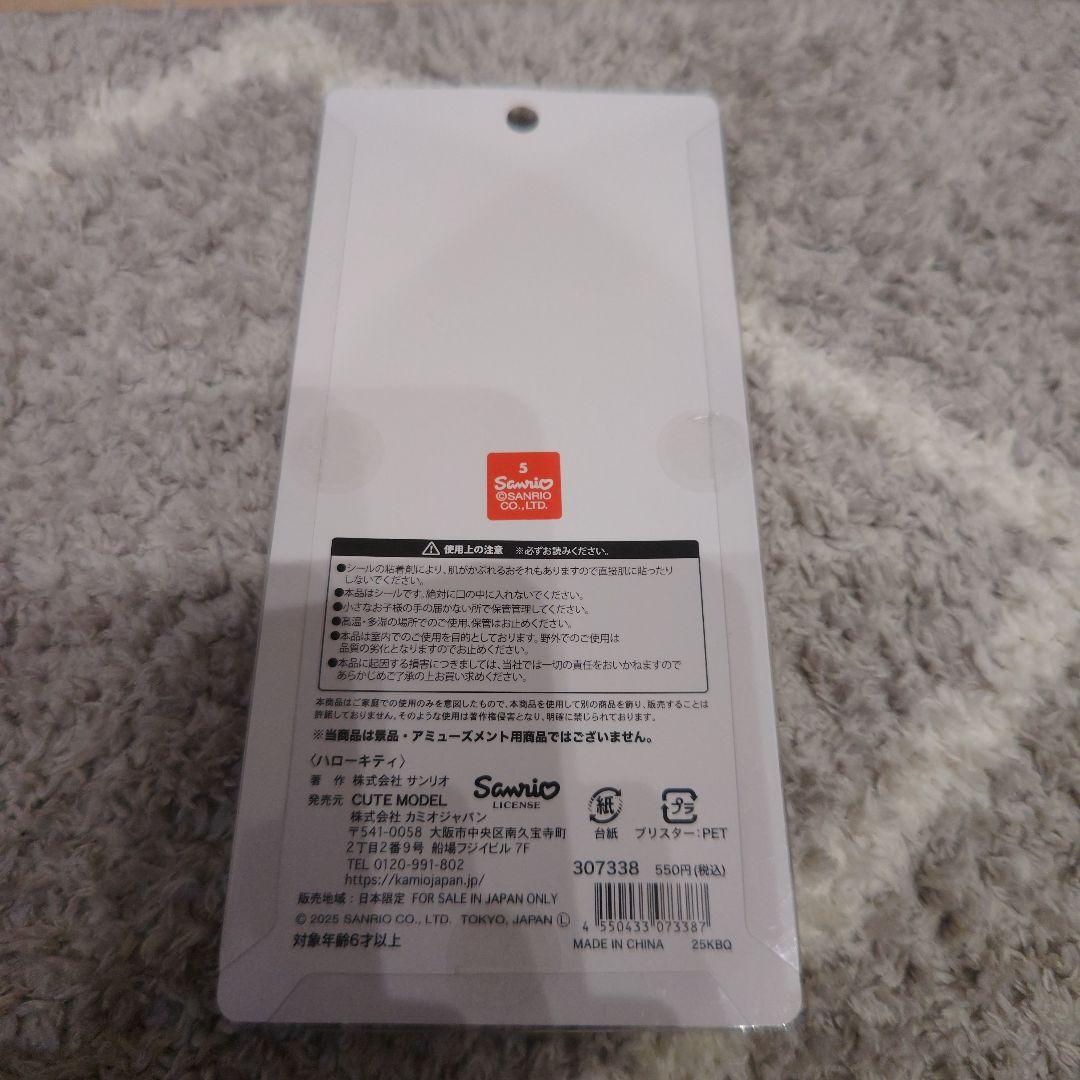 5
Sanrio
©SANRIO
CO.,LTD.
使用上の注意 ※必ずお読みください。
●シールの粘着剤により、肌がかぶれるおそれもありますので直接肌に貼ったり
しないでください。
●本品はシールです。絶対に口の中に入れないでください。
●小さなお子様の手の届かない所で保管管理してください。
●高温・多湿の場所でのご使用、保管はお止めください。
●本品は室内でのご使用を目的としております。野外でのご使用は
品質の劣化となりますのでお止めください。
●本品に起因する損害につきましては、当社では一切の責任をおいかねますので
あらかじめご了承の上お買い求めください。
本商品はご家庭での使用のみを意図したもので、本商品を使用して別の商品を飾り、販売することは
許諾しておりません。そのような使用は著作権侵害となり、明確に禁じられております。
※当商品は景品・アミューズメント用商品ではございません。
〈ハローキティ〉
著 作 株式会社 サンリオ
発売元 CUTE MODEL
株式会社 カミオジャパン
〒541-0058 大阪市中央区南久宝寺町
2丁目2番9号 船場フジイビル 7F
TEL 0120-991-802
https://kamiojapan.jp/
販売地域：日本限定 FOR SALE IN JAPAN ONLY
© 2025 SANRIO CO., LTD. TOKYO, JAPAN Ⓛ
対象年齢6才以上
Sanrio
LICENSE
紙
台紙
プラ
ブリスター：PET
307338 550円(税込)
4 550433 073387
MADE IN CHINA 25KBQ